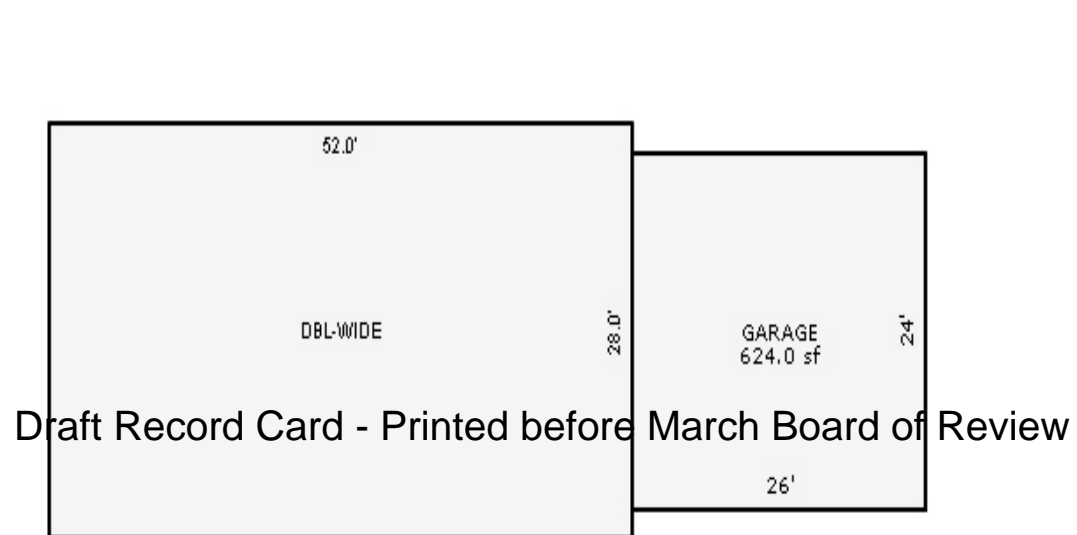 52.0'
DBL-WIDE
28.0'
GARAGE
624.0 sf
24'
Draft Record Card - Printed before March Board of Review
26'